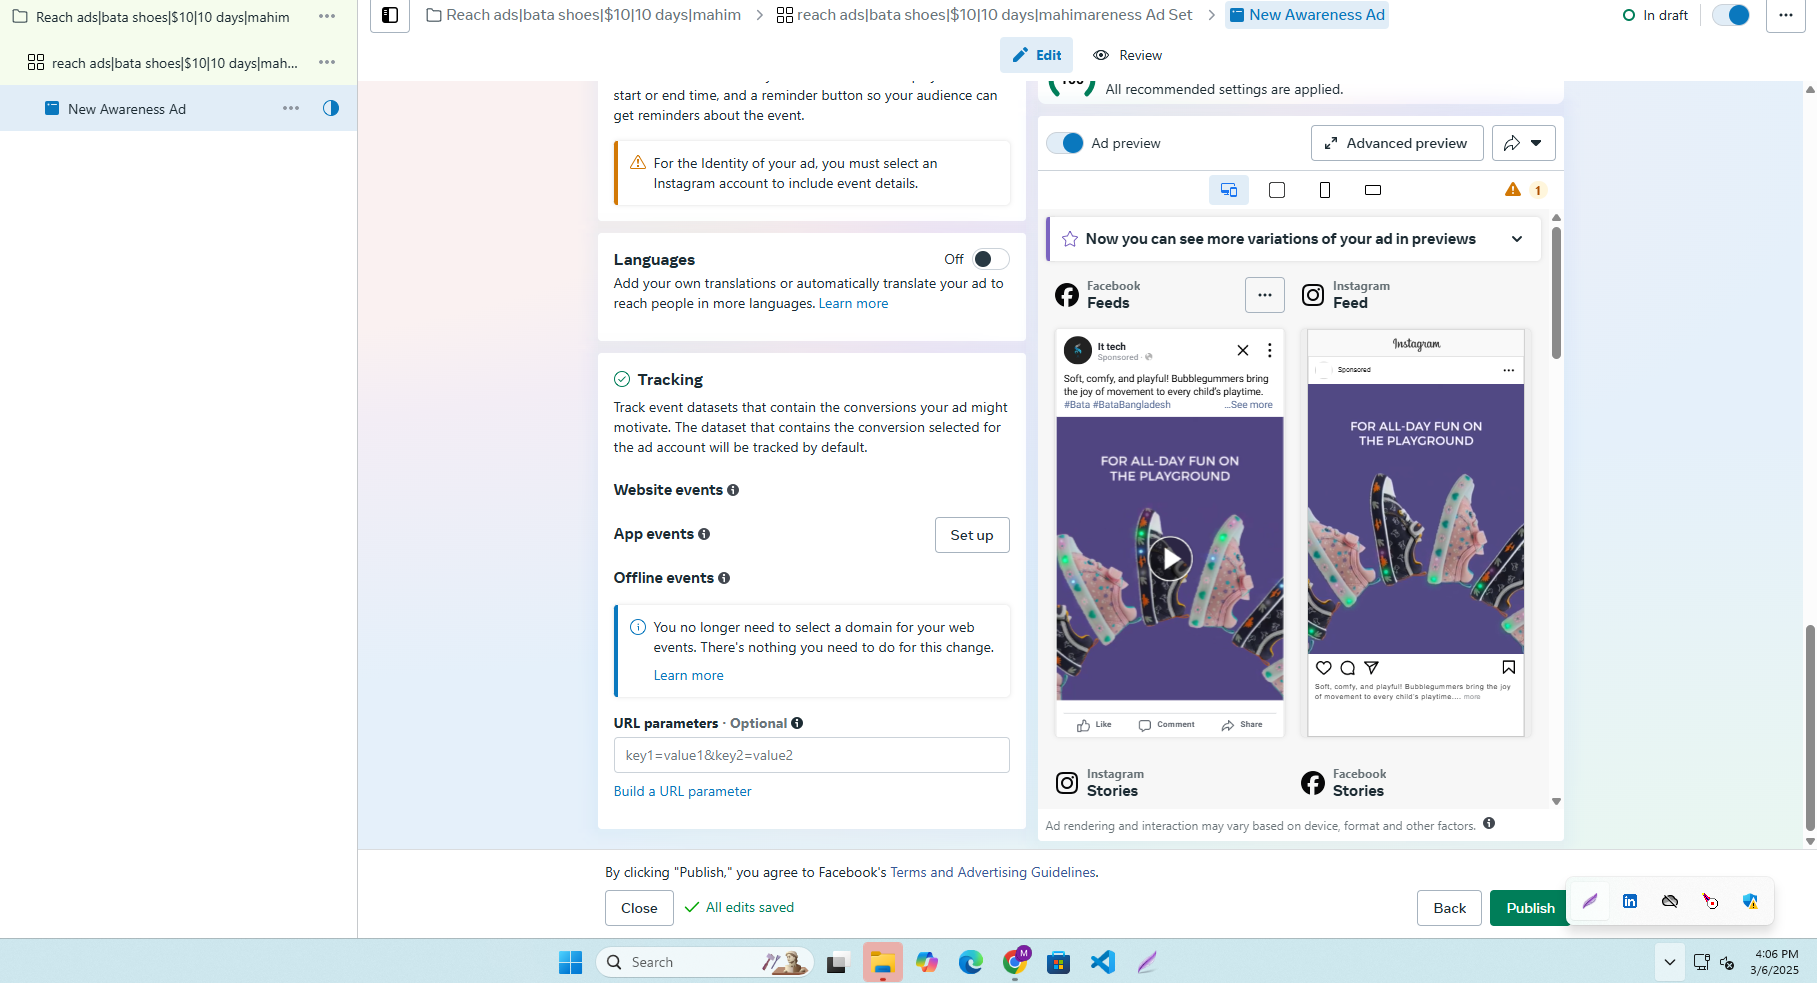 Reach ads|bata shoes|$10|10 days|mahim
reach ads|bata shoes|$10|10 days|mah...
New Awareness Ad
Reach ads|bata shoes|$10|10 days|mahim
reach ads|bata shoes|$10|10 days|mahimareness Ad Set
New Awareness Ad
In draft
Edit
Review
start or end time, and a reminder button so your audience can
get reminders about the event.
For the Identity of your ad, you must select an
Instagram account to include event details.
Languages
Off
Add your own translations or automatically translate your ad to
reach people in more languages. Learn more
Tracking
Track event datasets that contain the conversions your ad might
motivate. The dataset that contains the conversion selected for
the ad account will be tracked by default.
Website events
App events
Set up
Offline events
You no longer need to select a domain for your web
events. There's nothing you need to do for this change.
Learn more
URL parameters · Optional
key1=value1&key2=value2
Build a URL parameter
All recommended settings are applied.
Ad preview
Advanced preview
1
Now you can see more variations of your ad in previews
Facebook
Feeds
Instagram
Feed
It tech
Sponsored ·
Soft, comfy, and playful! Bubblegummers bring
the joy of movement to every child's playtime.
#Bata #BataBangladesh
...See more
FOR ALL-DAY FUN ON
THE PLAYGROUND
Like
Comment
Share
Instagram
Sponsored
FOR ALL-DAY FUN ON
THE PLAYGROUND
Soft, comfy, and playful! Bubblegummers bring the joy
of movement to every child's playtime.... more
Instagram
Stories
Facebook
Stories
Ad rendering and interaction may vary based on device, format and other factors.
By clicking "Publish," you agree to Facebook's Terms and Advertising Guidelines.
Close
All edits saved
Back
Publish
Search
M
4:06 PM
3/6/2025